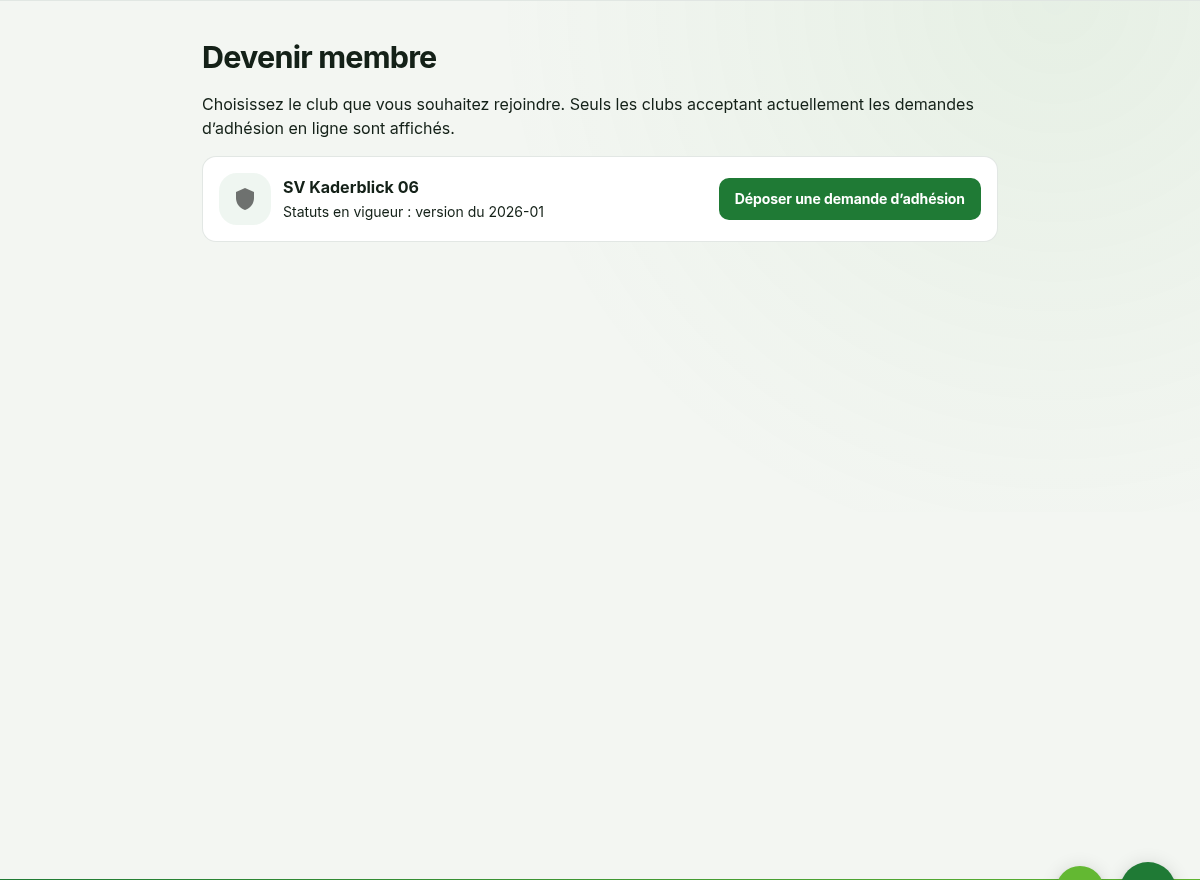 Devenir membre
Choisissez le club que vous souhaitez rejoindre. Seuls les clubs acceptant actuellement les demandes
d’adhésion en ligne sont affichés.
SV Kaderblick 06
Statuts en vigueur : version du 2026-01
Déposer une demande d’adhésion